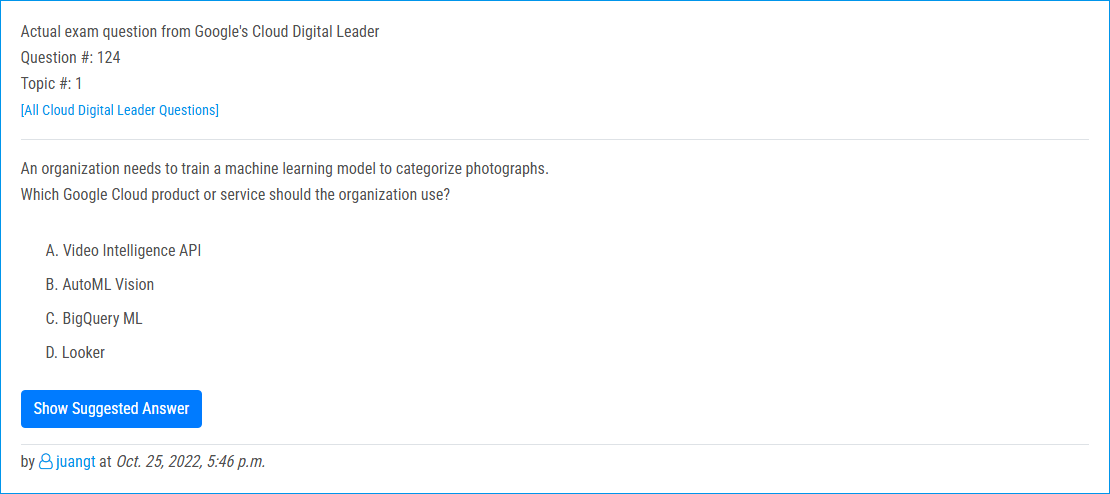 Actual exam question from Google's Cloud Digital Leader
Question #: 124
Topic #: 1
[All Cloud Digital Leader Questions]
An organization needs to train a machine learning model to categorize photographs.
Which Google Cloud product or service should the organization use?
A. Video Intelligence API
B. AutoML Vision
C. BigQuery ML
D. Looker
Show Suggested Answer
by juangt at Oct. 25, 2022, 5:46 p.m.